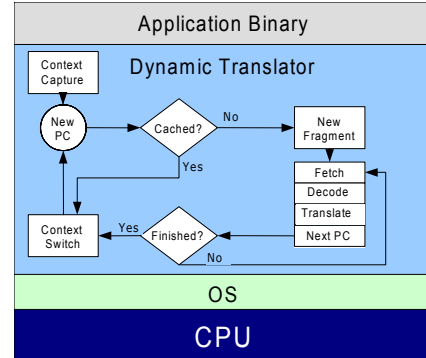 Application Binary
Dynamic Translator
Context
Capture
New
PC
Cached?
No
New
Fragment
Yes
Fetch
Decode
Translate
Next PC
Context
Switch
Yes
Finished?
No
OS
CPU